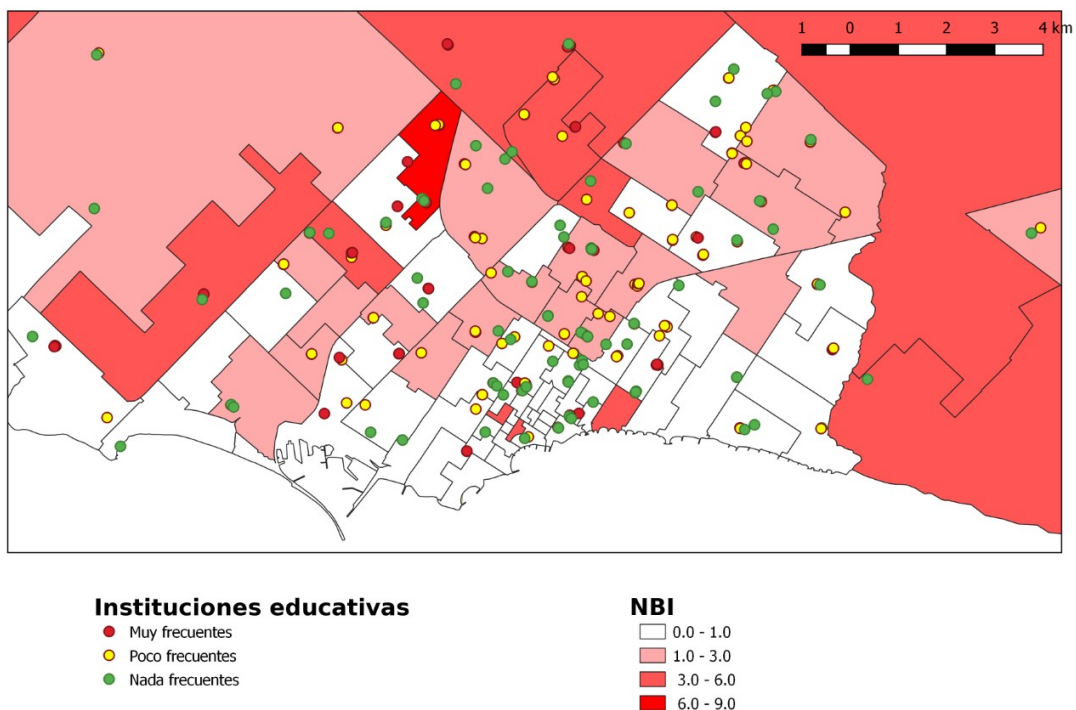 1 0 1 2 3 4 km
Instituciones educativas
Muy frecuentes
Poco frecuentes
Nada frecuentes
NBI
0.0 - 1.0
1.0 - 3.0
3.0 - 6.0
6.0 - 9.0